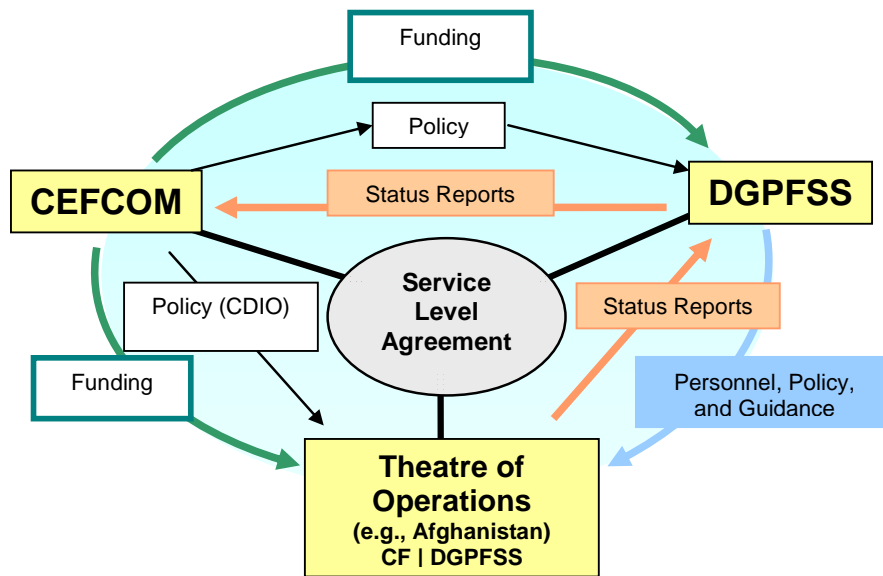 Funding
Policy
CEFCOM
Status Reports
DGPFSS
Service
Level
Agreement
Policy (CDIO)
Status Reports
Funding
Personnel, Policy,
and Guidance
Theatre of
Operations
(e.g., Afghanistan)
CF | DGPFSS